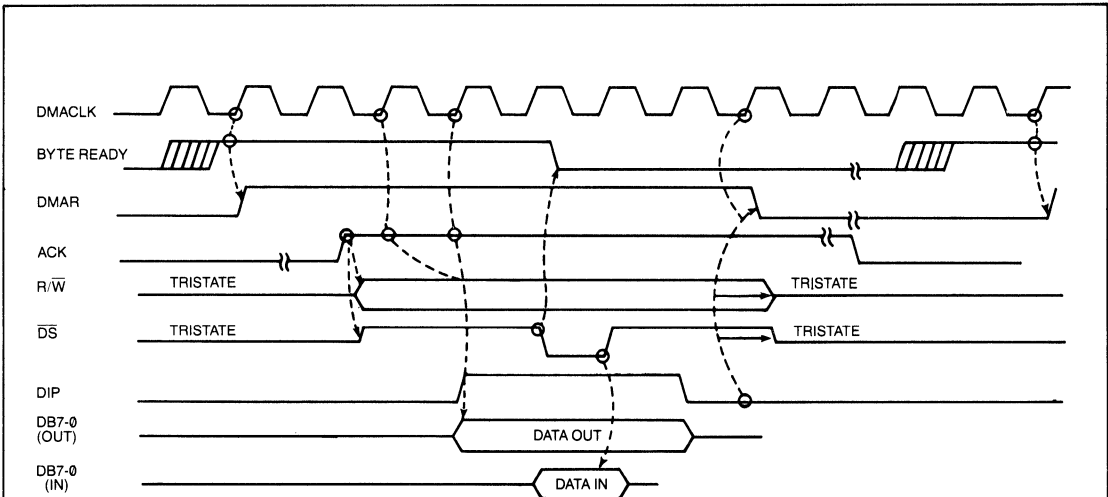 DMACLK
BYTE READY
DMAR
ACK
R/W̅ TRISTATE TRISTATE
D̅S̅ TRISTATE TRISTATE
DIP
DB7-0
(OUT) DATA OUT
DB7-0
(IN) DATA IN